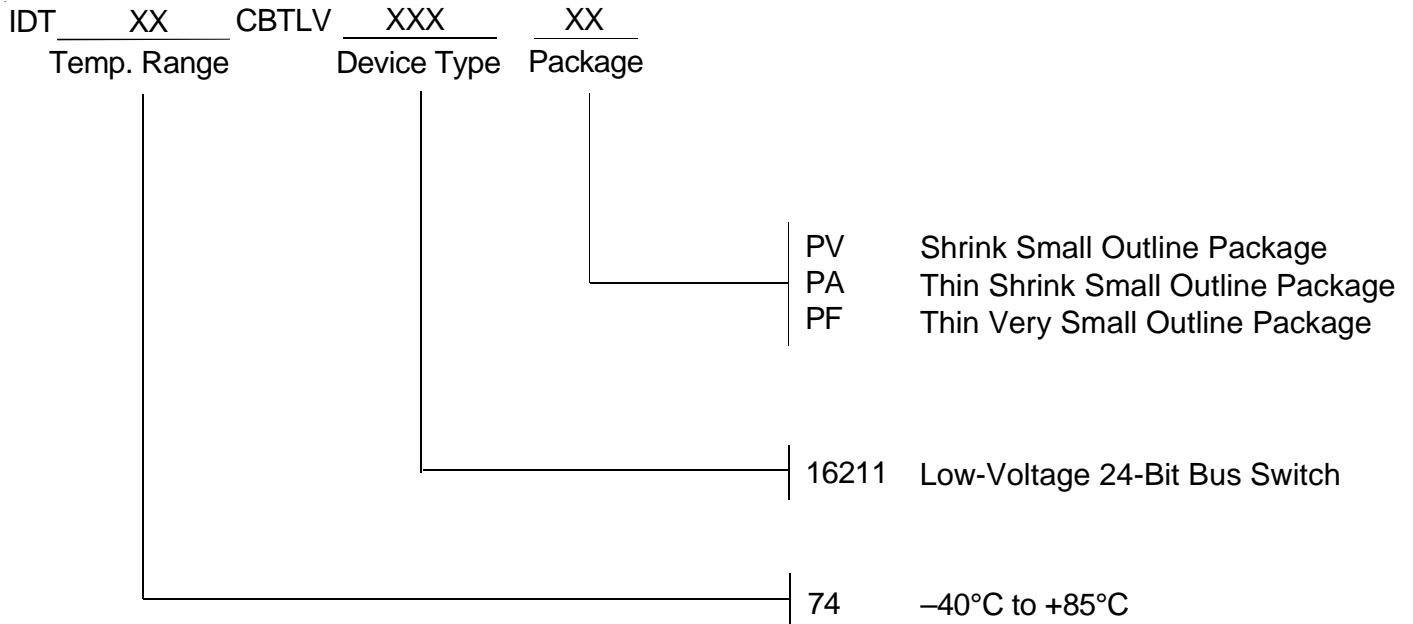 IDT XX CBTLV XXX XX
Temp. Range Device Type Package
PV Shrink Small Outline Package
PA Thin Shrink Small Outline Package
PF Thin Very Small Outline Package
16211 Low-Voltage 24-Bit Bus Switch
74 –40°C to +85°C